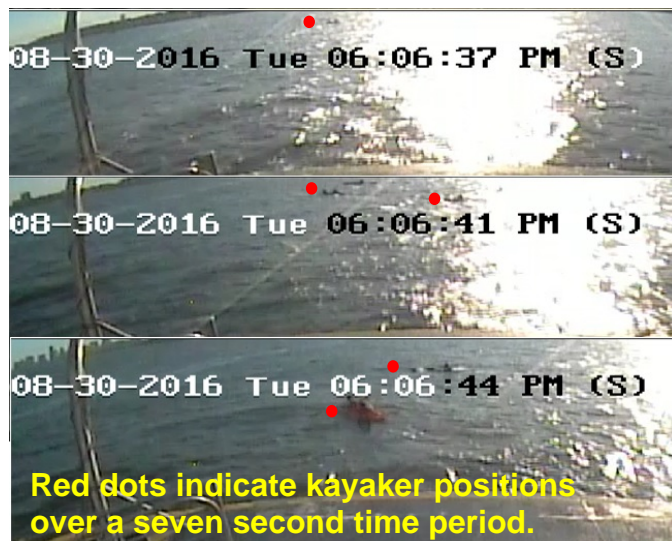 08-30-2016 Tue 06:06:37 PM (S)
08-30-2016 Tue 06:06:41 PM (S)
08-30-2016 Tue 06:06:44 PM (S)
Red dots indicate kayaker positions
over a seven second time period.